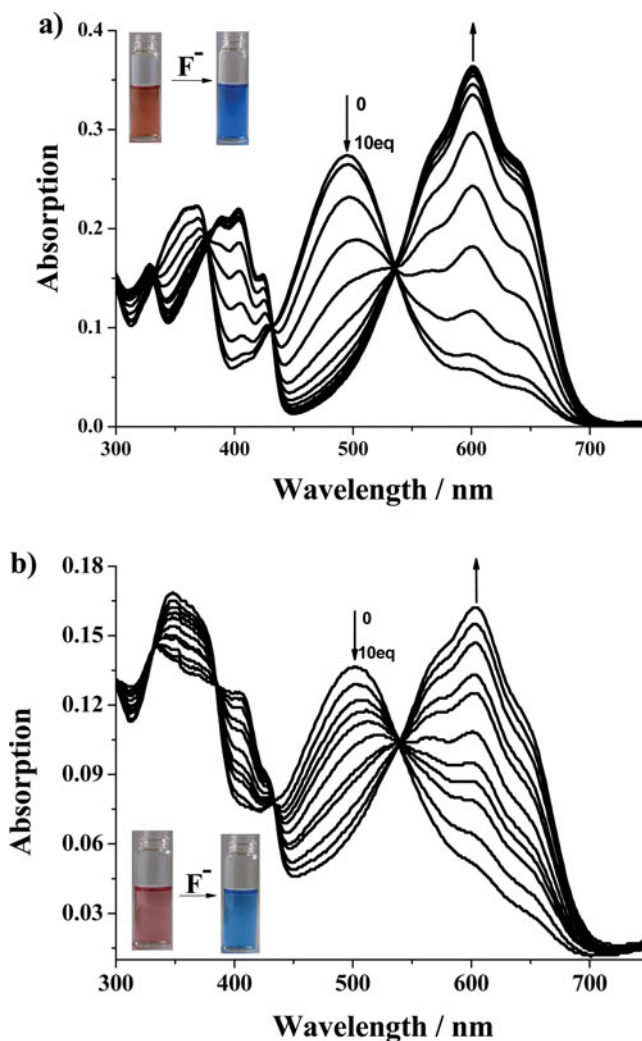 a)
F-
0
10eq
0.4
0.3
0.2
0.1
0.0
Absorption
300 400 500 600 700
Wavelength / nm
b)
0
10eq
0.18
0.15
0.12
0.09
0.06
0.03
Absorption
F-
300 400 500 600 700
Wavelength / nm